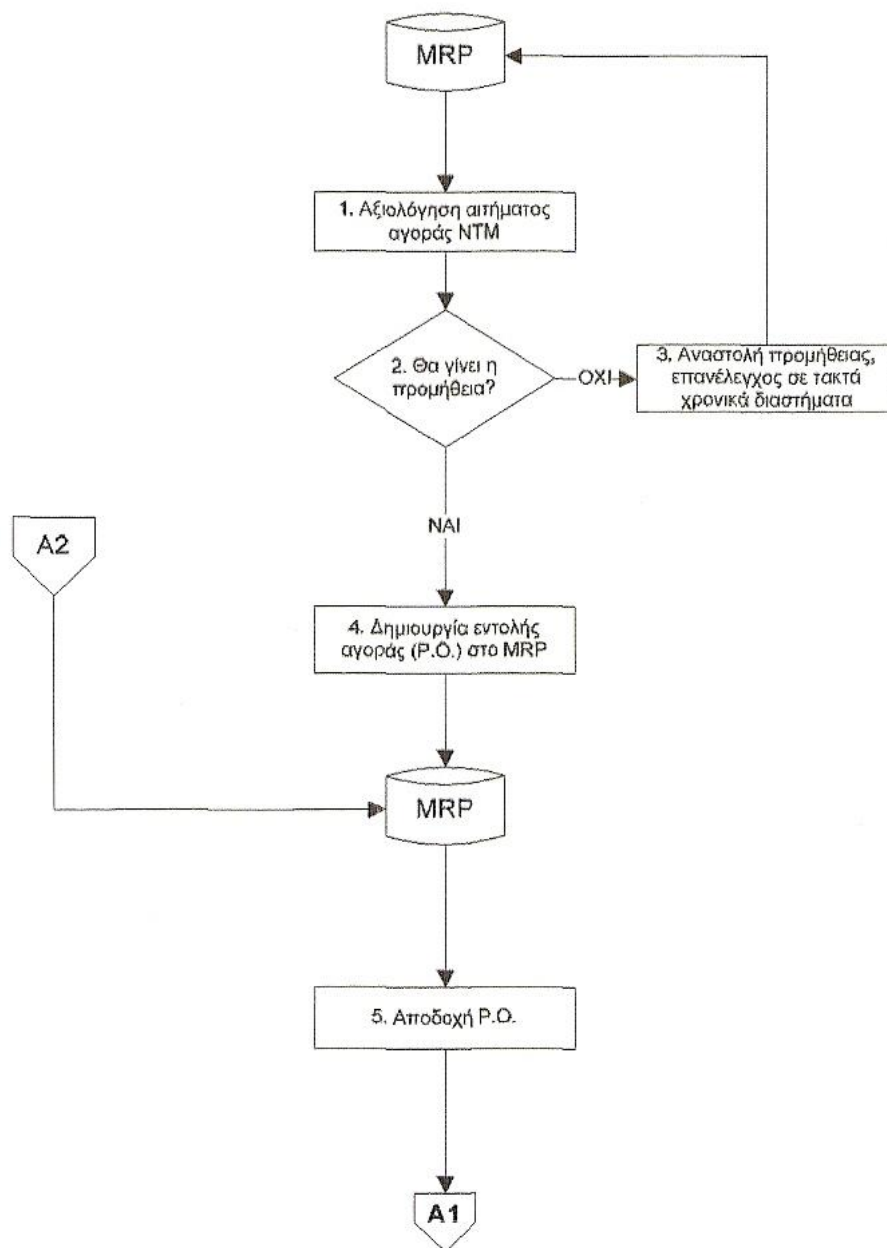 MRP
1. Αξιολόγηση αιτήματος
αγοράς ΝΤΜ
2. Θα γίνει η
προμήθεια?
ΟΧΙ
3. Αναστολή προμήθειας,
επανέλεγχος σε τακτά
χρονικά διαστήματα
ΝΑΙ
A2
4. Δημιουργία εντολής
αγοράς (P.O.) στο MRP
MRP
5. Αποδοχή P.O.
A1